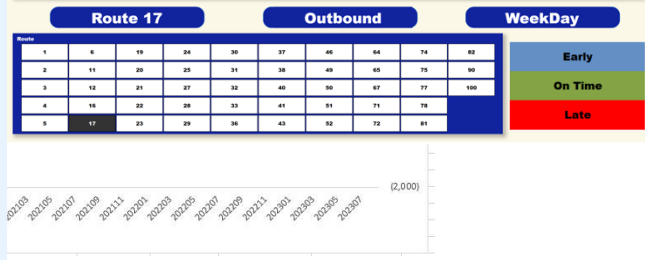 Route 17 Outbound WeekDay
Route
1 6 19 24 30 37 46 64 74 82
2 11 20 25 31 38 49 65 75 90
3 12 21 27 32 40 50 67 77 100
4 16 22 28 33 41 51 71 78
5 17 23 29 36 43 52 72 81
Early
On Time
Late
(2,000)
202103 202105 202107 202109 202111 202201 202203 202205 202207 202209 202211 202301 202303 202305 202307